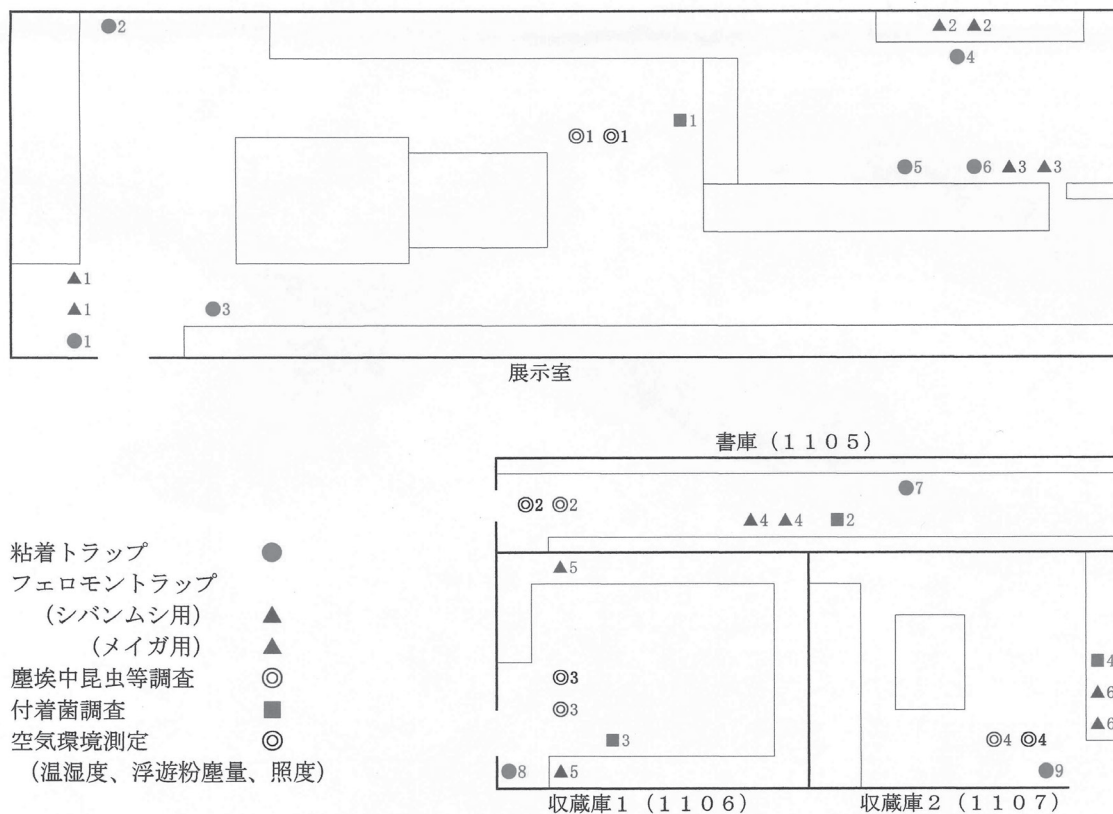 ●2
▲2 ▲2
●4
■1
◎1 ◎1
●5 ●6 ▲3 ▲3
▲1
▲1 ●3
●1
展示室
書庫（1105）
●7
◎2 ◎2
▲4 ▲4 ■2
▲5
◎3
◎3
■3
●8 ▲5
■4
▲6
▲6
◎4 ◎4
●9
収蔵庫1（1106） 収蔵庫2（1107）
粘着トラップ ●
フェロモントラップ
（シバンムシ用） ▲
（メイガ用） ▲
塵埃中昆虫等調査 ◎
付着菌調査 ■
空気環境測定 ◎
（温湿度、浮遊粉塵量、照度）